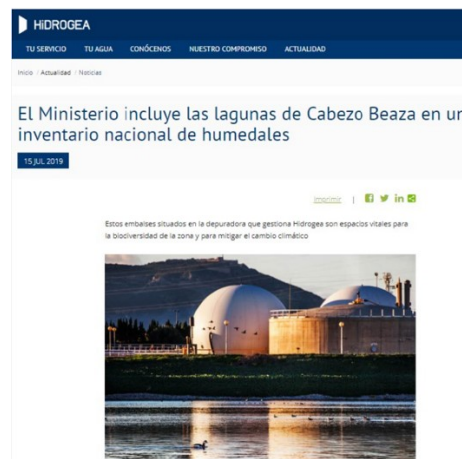 HiDROGEA
TU SERVICIO TU AGUA CONÓCENOS NUESTRO COMPROMISO ACTUALIDAD
Inicio / Actualidad / Noticias
El Ministerio incluye las lagunas de Cabezo Beaza en un
inventario nacional de humedales
15 JUL 2019
Imprimir | in
Estos embalses situados en la depuradora que gestiona Hidrogea son espacios vitales para
la biodiversidad de la zona y para mitigar el cambio climático